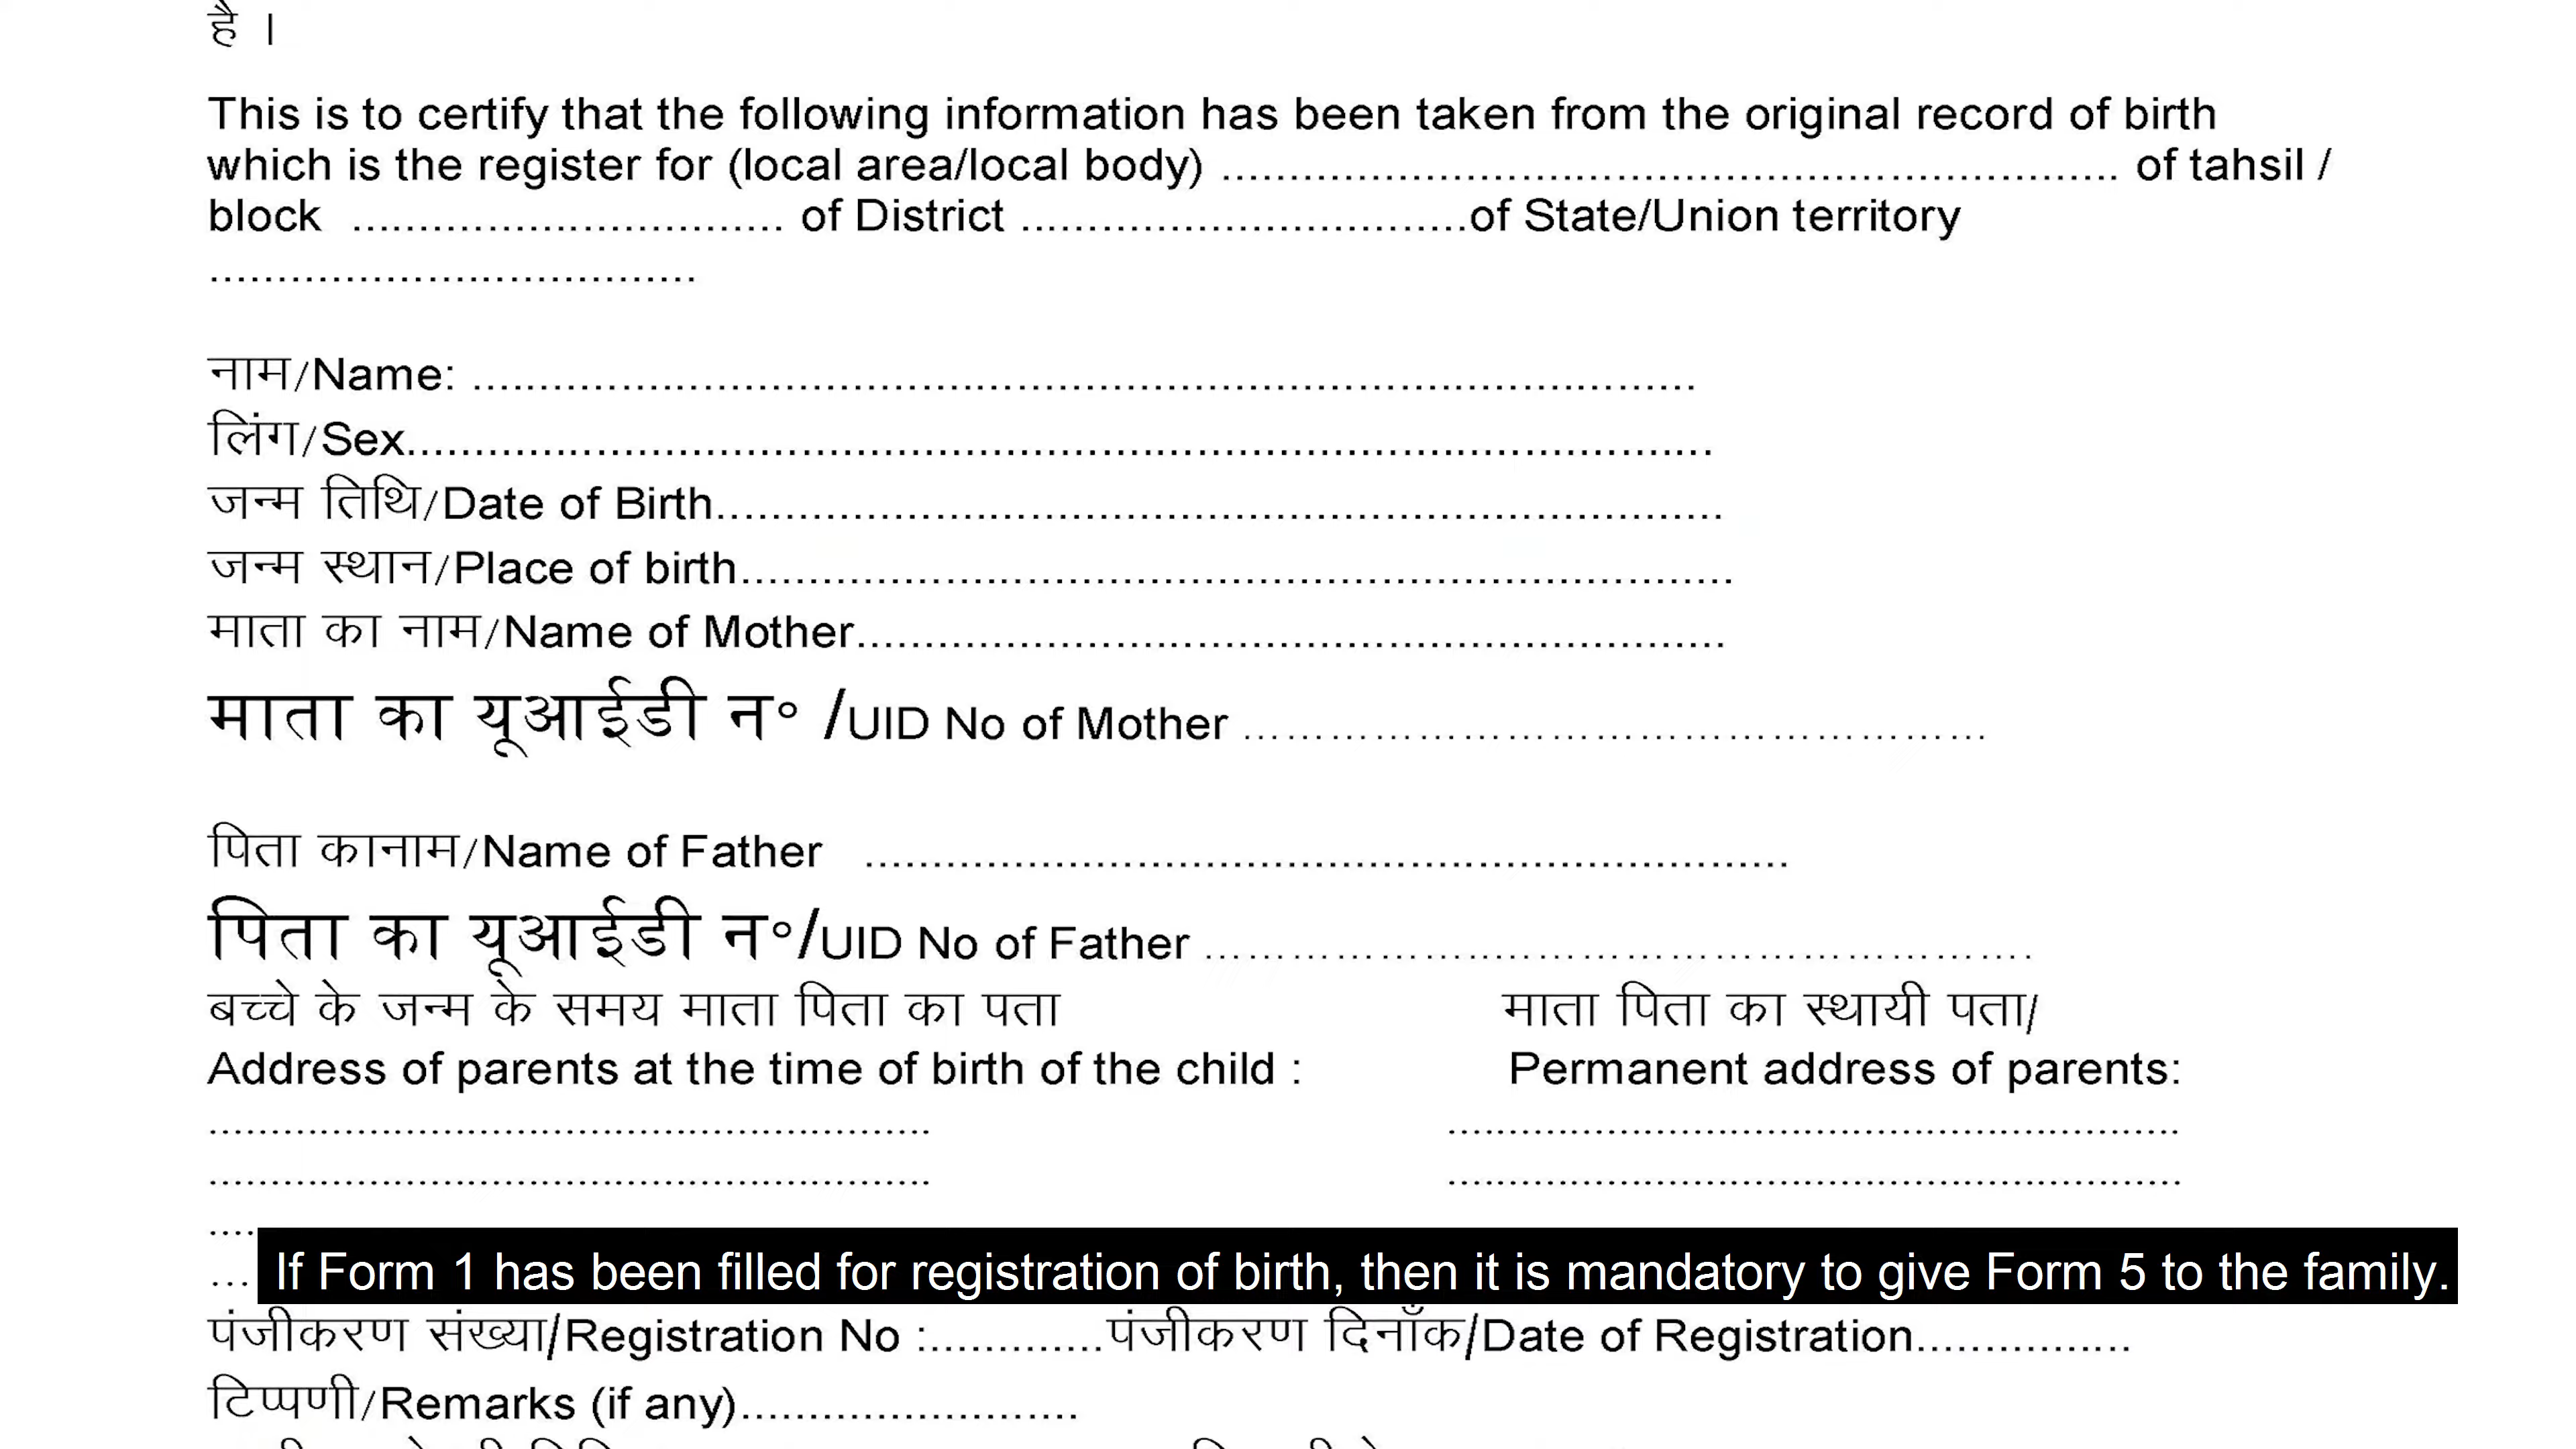 है ।
This is to certify that the following information has been taken from the original record of birth
which is the register for (local area/local body) .................................................................. of tahsil /
block ................................ of District .................................of State/Union territory
....................................
नाम/Name: ..........................................................................................
लिंग/Sex................................................................................................
जन्म तिथि/Date of Birth..........................................................................
जन्म स्थान/Place of birth.........................................................................
माता का नाम/Name of Mother................................................................
माता का यूआईडी न° /UID No of Mother ……………………………………………
पिता कानाम/Name of Father ....................................................................
पिता का यूआईडी न°/UID No of Father ……………………………………………….
बच्चे के जन्म के समय माता पिता का पता माता पिता का स्थायी पता/
Address of parents at the time of birth of the child : Permanent address of parents:
.......................................................... ..........................................................
.......................................................... ..........................................................
....
... If Form 1 has been filled for registration of birth, then it is mandatory to give Form 5 to the family.
पंजीकरण संख्या/Registration No :.............पंजीकरण दिनाँक/Date of Registration................
टिप्पणी/Remarks (if any).........................